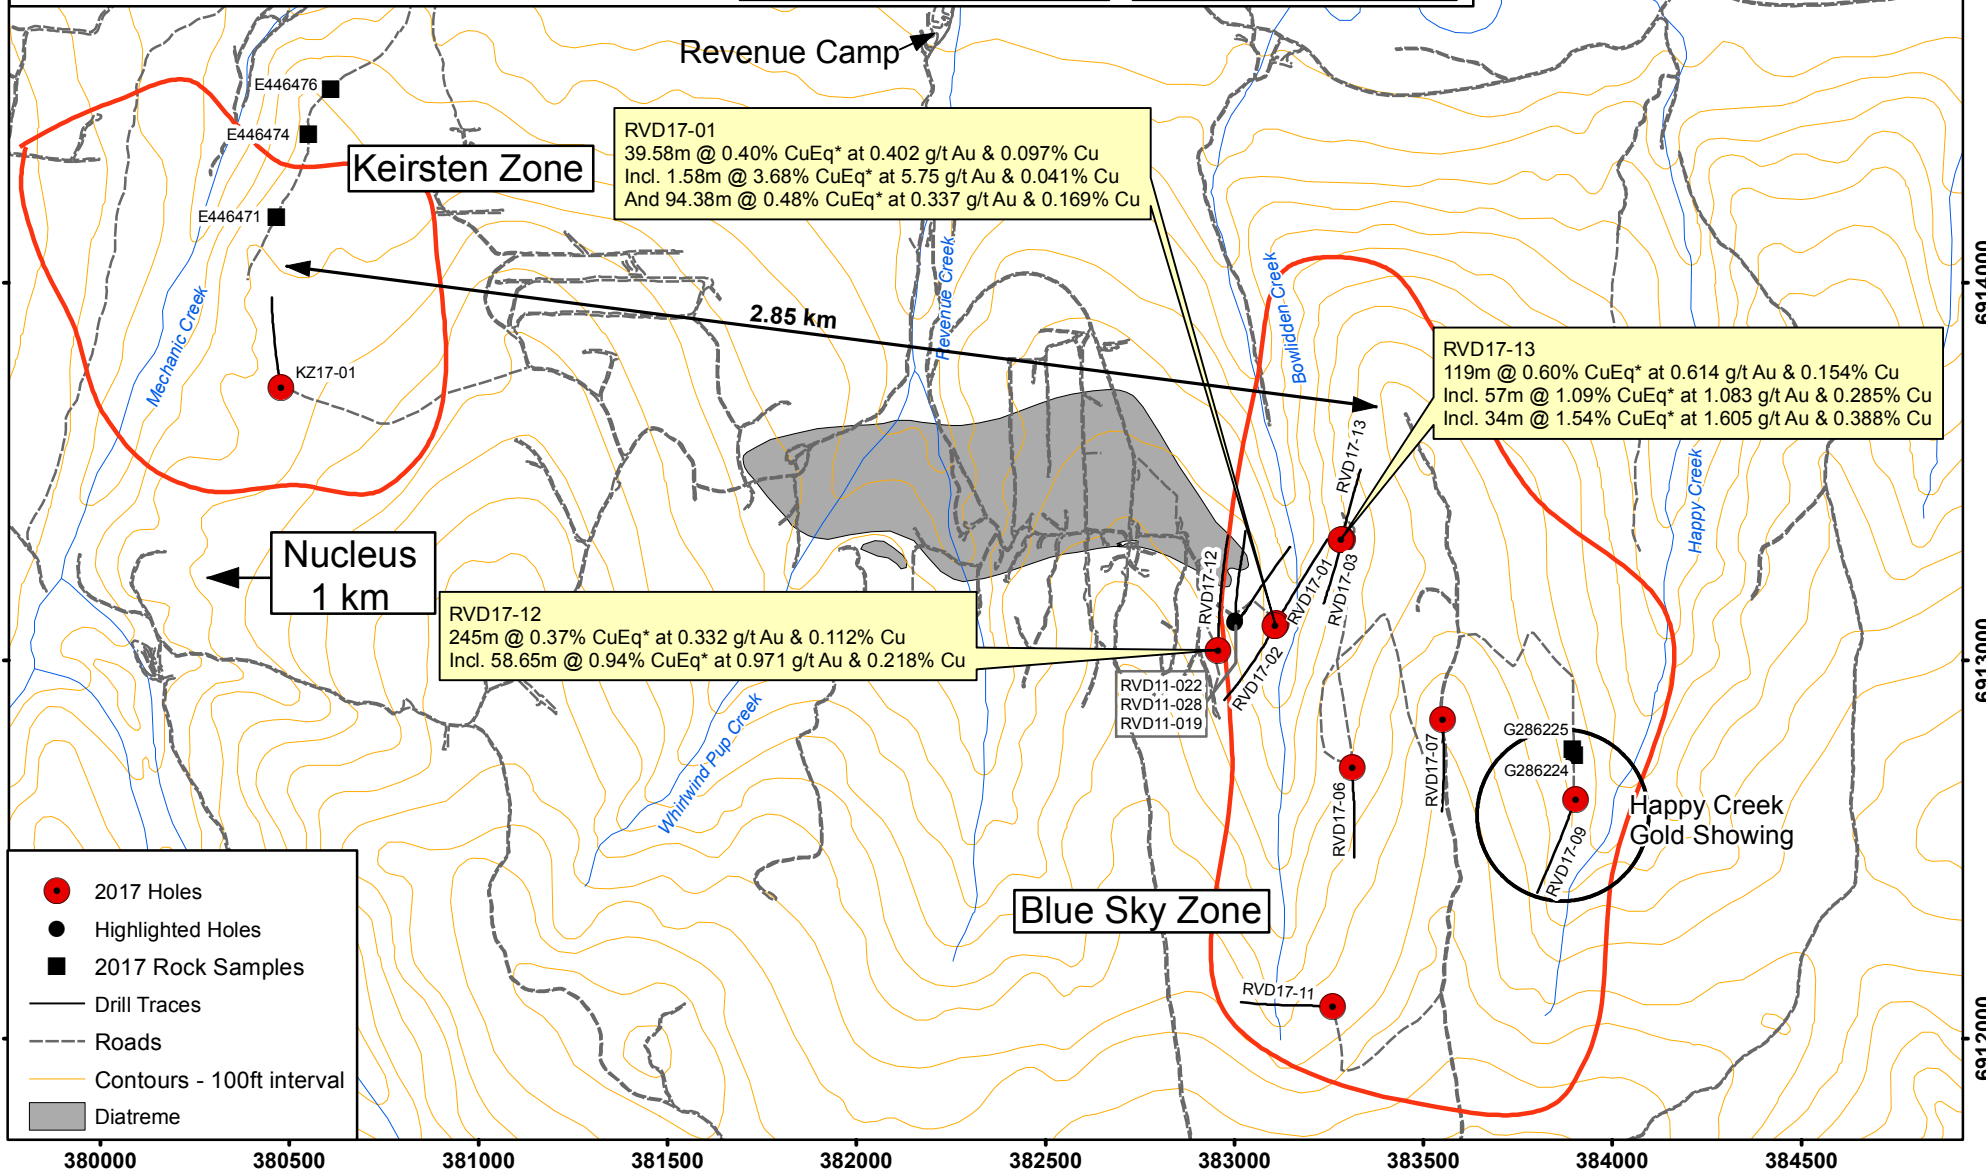 Revenue Camp
E446476
E446474
E446471
Keirsten Zone
RVD17-01
39.58m @ 0.40% CuEq* at 0.402 g/t Au & 0.097% Cu
Incl. 1.58m @ 3.68% CuEq* at 5.75 g/t Au & 0.041% Cu
And 94.38m @ 0.48% CuEq* at 0.337 g/t Au & 0.169% Cu
Mechanic Creek
Revenue Creek
Bowlidden Creek
2.85 km
KZ17-01
RVD17-13
119m @ 0.60% CuEq* at 0.614 g/t Au & 0.154% Cu
Incl. 57m @ 1.09% CuEq* at 1.083 g/t Au & 0.285% Cu
Incl. 34m @ 1.54% CuEq* at 1.605 g/t Au & 0.388% Cu
RVD17-13
Happy Creek
Nucleus
1 km
RVD17-12
RVD17-01
RVD17-03
RVD17-12
245m @ 0.37% CuEq* at 0.332 g/t Au & 0.112% Cu
Incl. 58.65m @ 0.94% CuEq* at 0.971 g/t Au & 0.218% Cu
RVD17-02
RVD11-022
RVD11-028
RVD11-019
Whirlwind Pup Creek
RVD17-06
RVD17-07
G286225
G286224
RVD17-09
Happy Creek
Gold Showing
Blue Sky Zone
RVD17-11
2017 Holes
Highlighted Holes
2017 Rock Samples
Drill Traces
Roads
Contours - 100ft interval
Diatreme
6914000
6913000
6912000
380000
380500
381000
381500
382000
382500
383000
383500
384000
384500